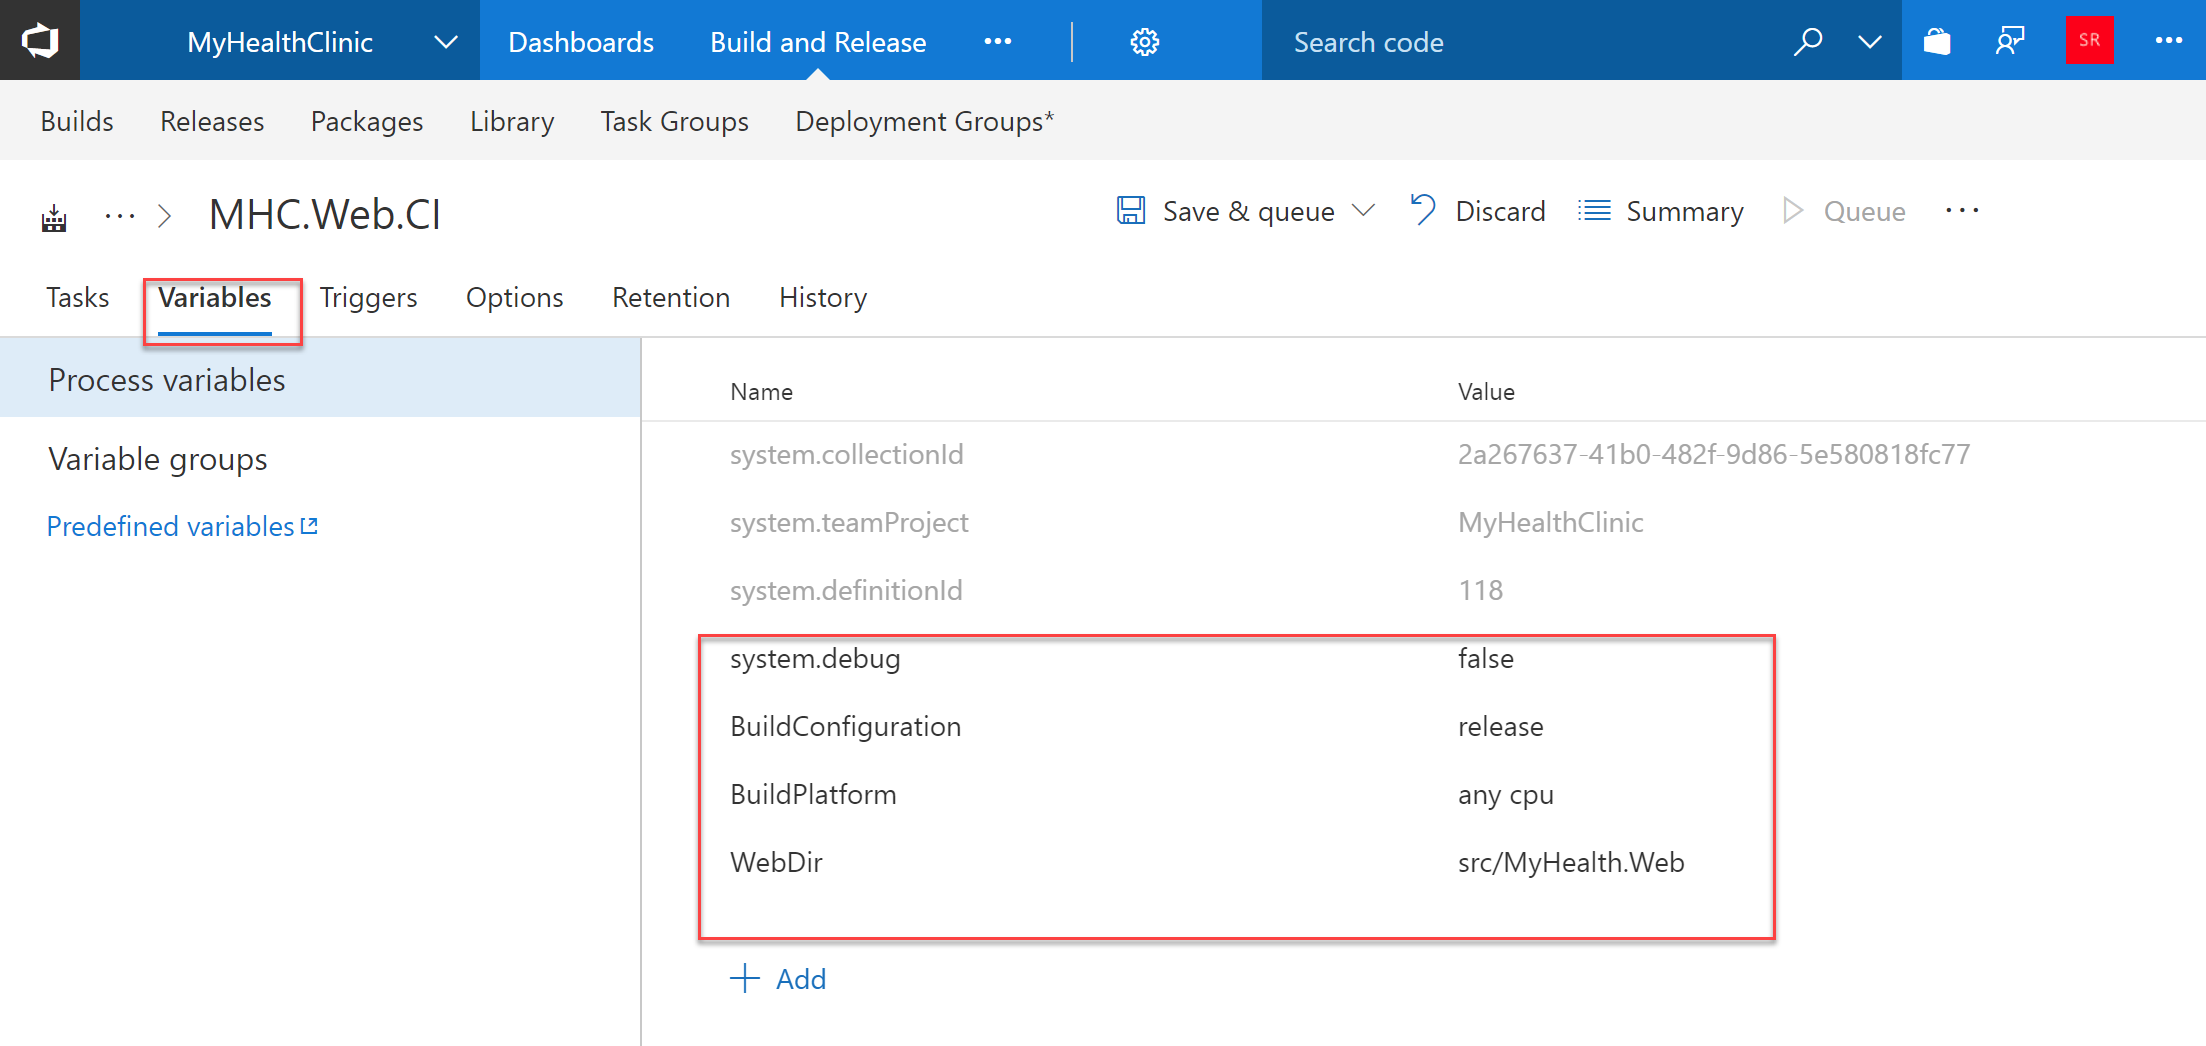 MyHealthClinic Dashboards Build and Release ... Search code SR ...
Builds Releases Packages Library Task Groups Deployment Groups*
... > MHC.Web.CI Save & queue Discard Summary Queue ...
Tasks Variables Triggers Options Retention History
Process variables
Variable groups
Predefined variables
Name Value
system.collectionId 2a267637-41b0-482f-9d86-5e580818fc77
system.teamProject MyHealthClinic
system.definitionId 118
system.debug false
BuildConfiguration release
BuildPlatform any cpu
WebDir src/MyHealth.Web
+ Add